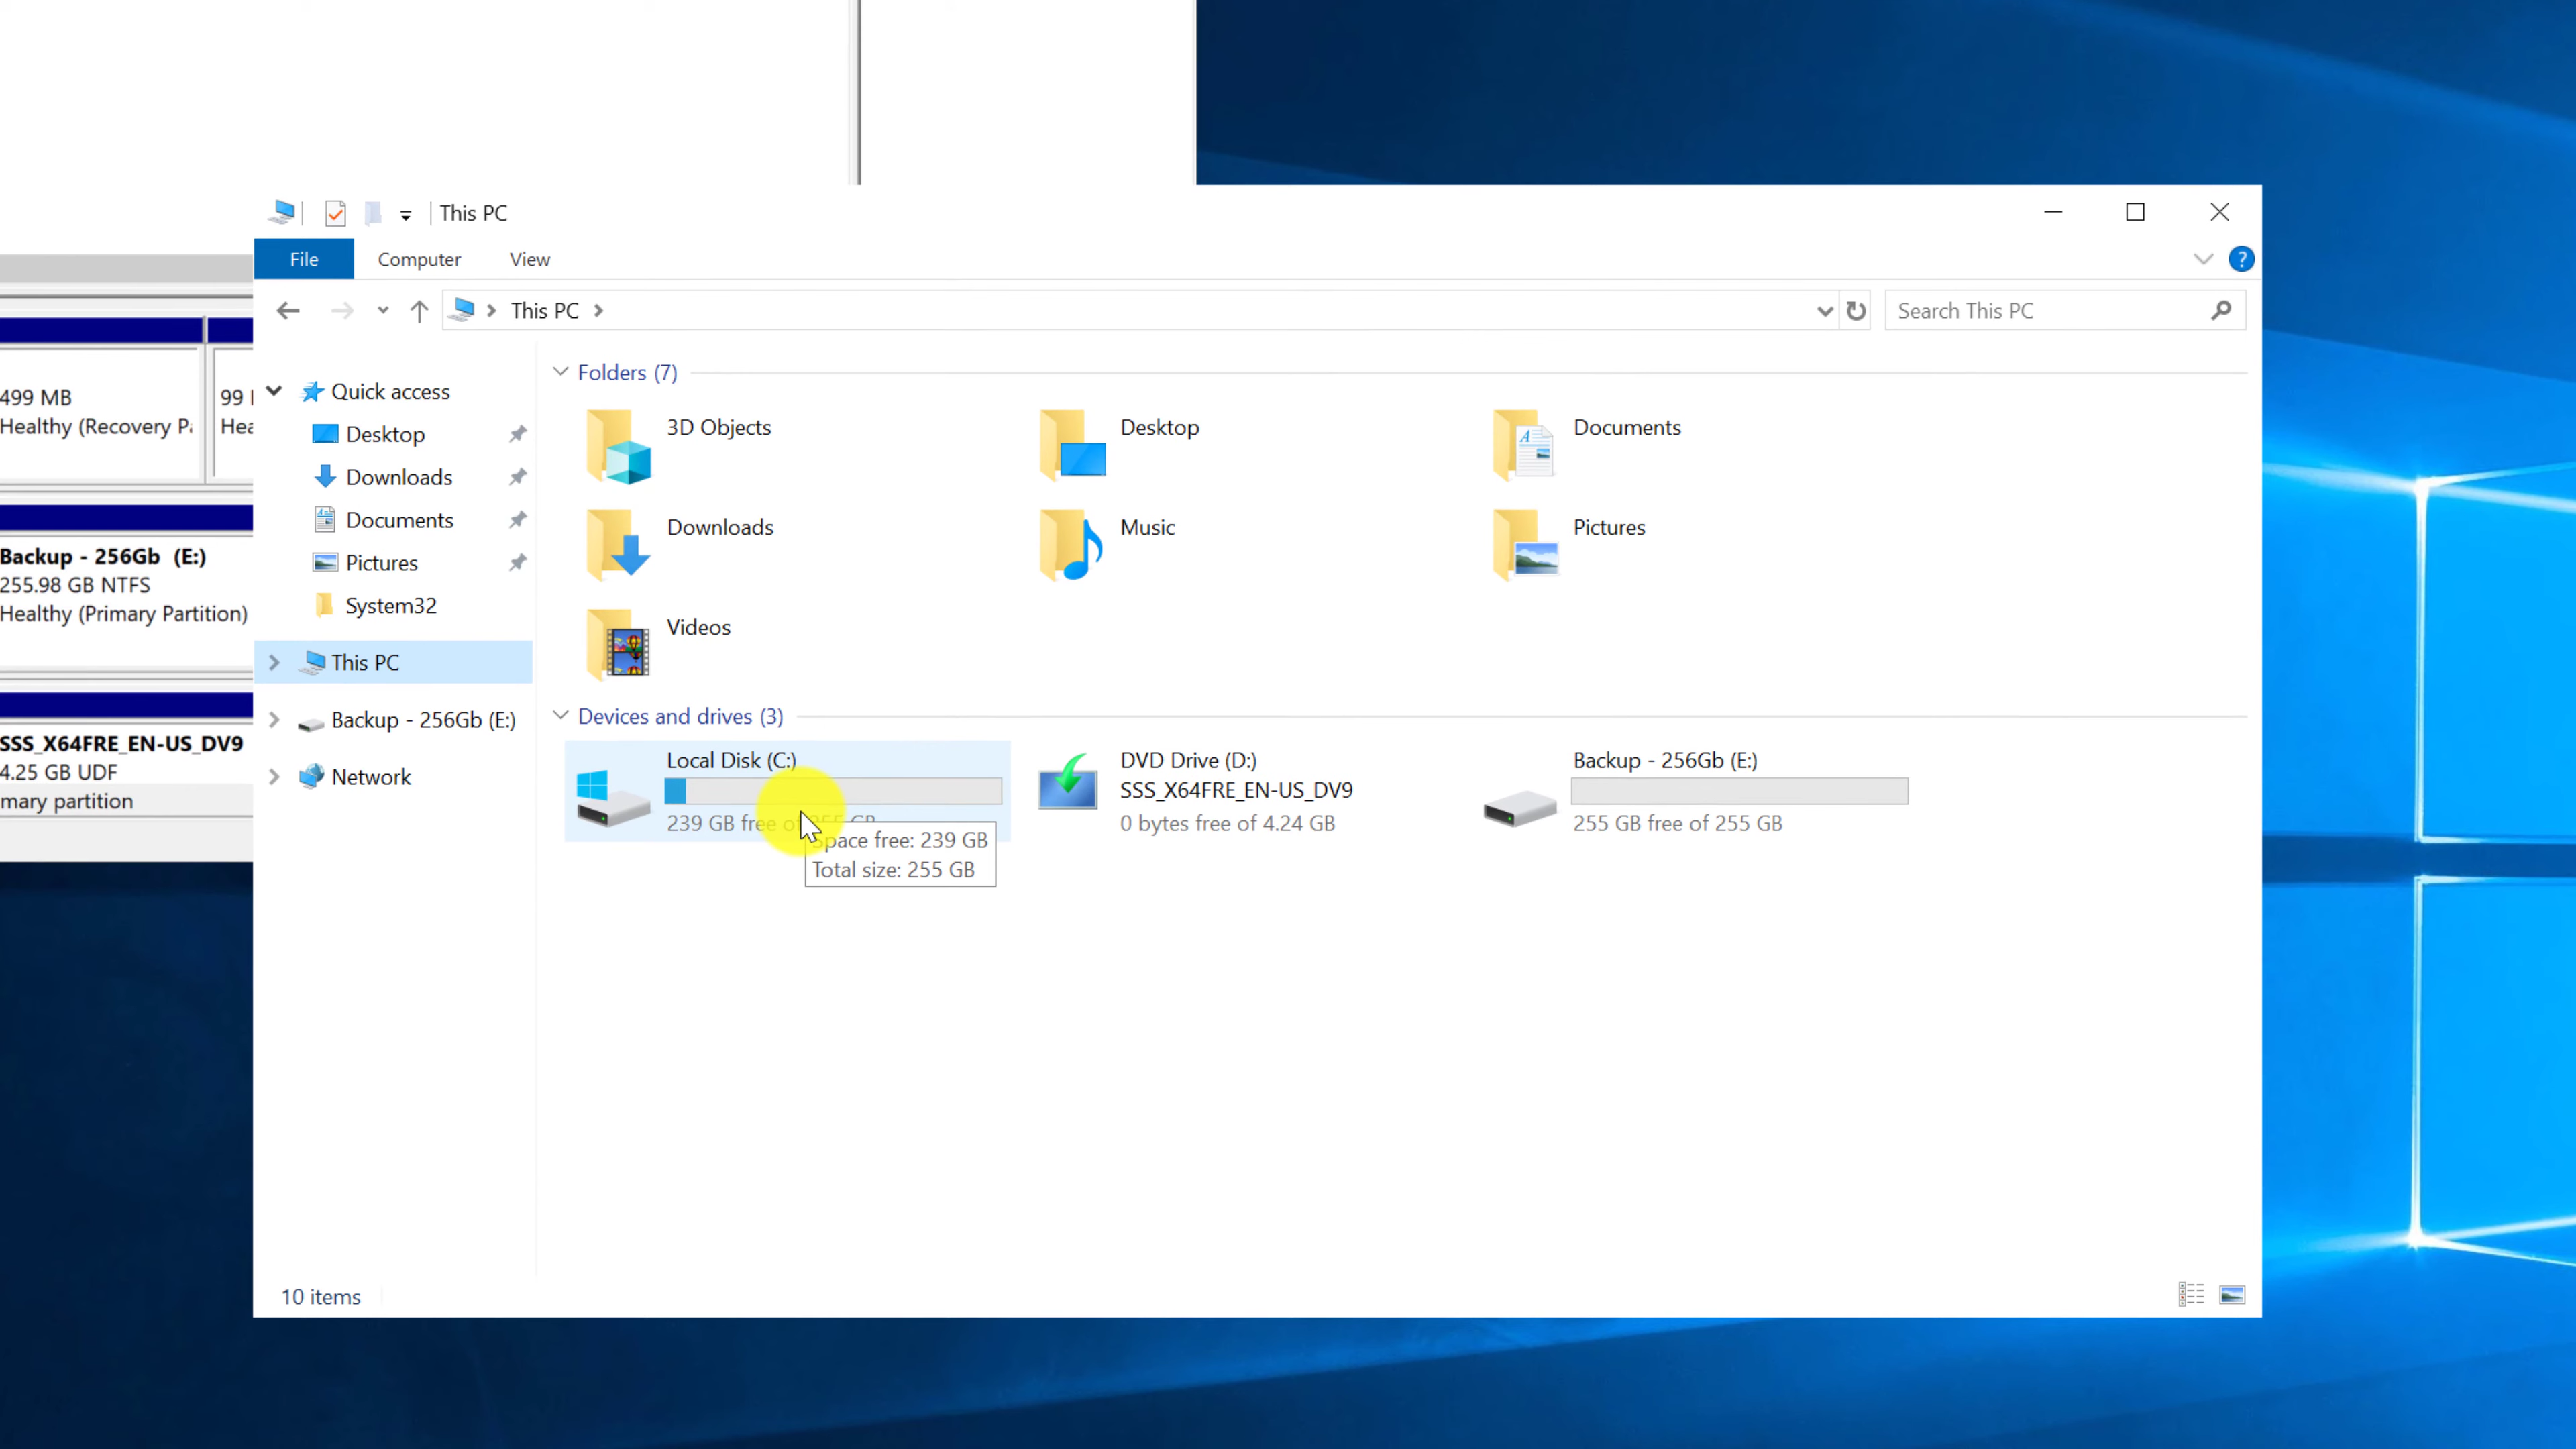 This PC
File
Computer
View
This PC
Search This PC
Quick access
Desktop
Downloads
Documents
Pictures
System32
This PC
Backup - 256Gb (E:)
Network
Folders (7)
3D Objects
Desktop
Documents
Downloads
Music
Pictures
Videos
Devices and drives (3)
Local Disk (C:)
239 GB free of 255 GB
Space free: 239 GB
Total size: 255 GB
DVD Drive (D:)
SSS_X64FRE_EN-US_DV9
0 bytes free of 4.24 GB
Backup - 256Gb (E:)
255 GB free of 255 GB
10 items
499 MB
Healthy (Recovery
99
Backup - 256Gb (E:)
255.98 GB NTFS
Healthy (Primary Partition)
SSS_X64FRE_EN-US_DV9
4.25 GB UDF
mary partition